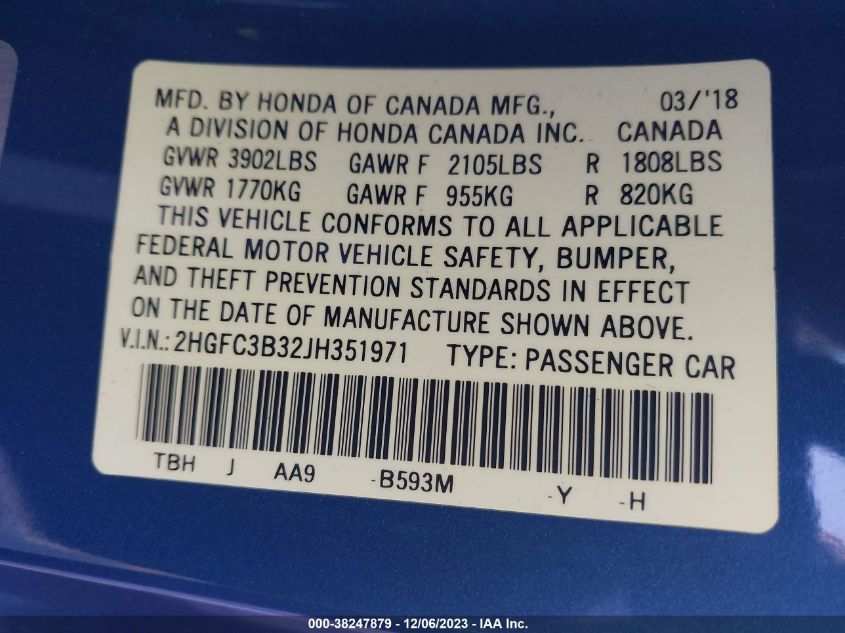 MFD. BY HONDA OF CANADA MFG., 03/'18
A DIVISION OF HONDA CANADA INC. CANADA
GVWR 3902LBS GAWR F 2105LBS R 1808LBS
GVWR 1770KG GAWR F 955KG R 820KG
THIS VEHICLE CONFORMS TO ALL APPLICABLE
FEDERAL MOTOR VEHICLE SAFETY, BUMPER,
AND THEFT PREVENTION STANDARDS IN EFFECT
ON THE DATE OF MANUFACTURE SHOWN ABOVE.
V.I.N.: 2HGFC3B32JH351971 TYPE: PASSENGER CAR
TBH J AA9 -B593M -Y -H
000-38247879 - 12/06/2023 - IAA Inc.